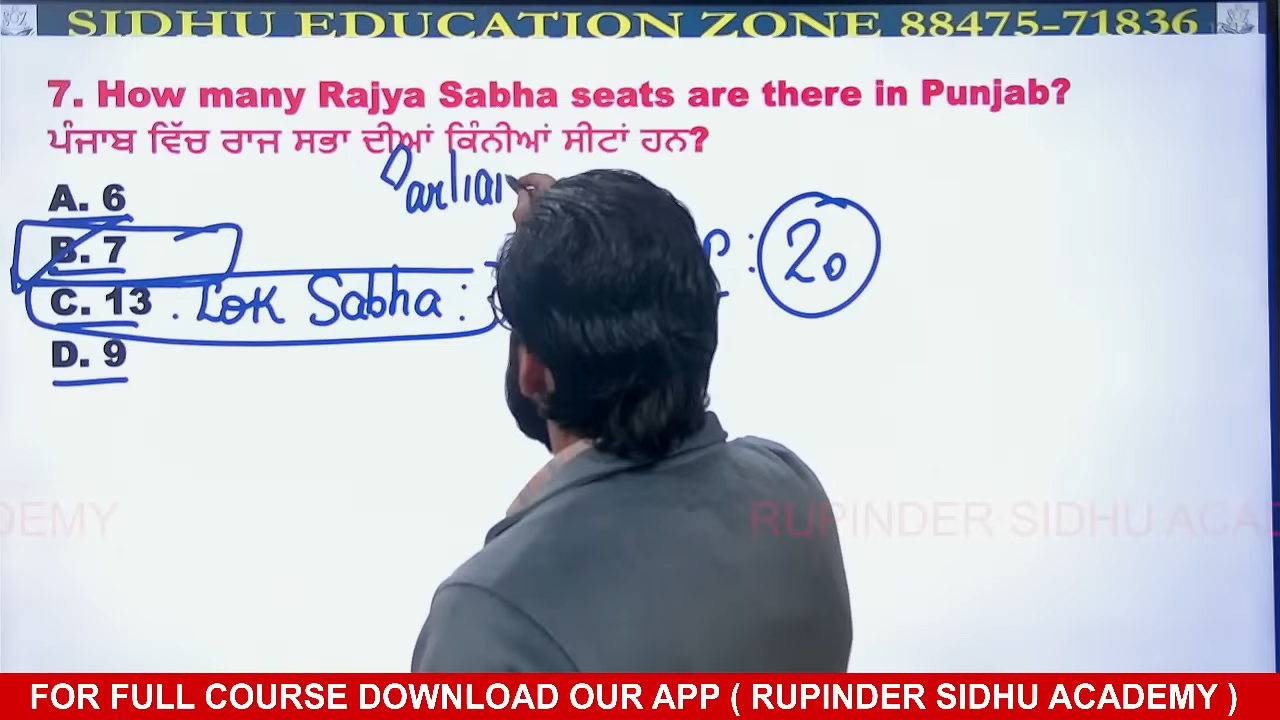 SIDHU EDUCATION ZONE 88475-71836
7. How many Rajya Sabha seats are there in Punjab?
ਪੰਜਾਬ ਵਿੱਚ ਰਾਜ ਸਭਾ ਦੀਆਂ ਕਿੰਨੀਆਂ ਸੀਟਾਂ ਹਨ?
A. 6
B. 7
: 20
C. 13 . Lok Sabha :
D. 9
DEMY
RUPINDER SIDHU ACA
FOR FULL COURSE DOWNLOAD OUR APP ( RUPINDER SIDHU ACADEMY )